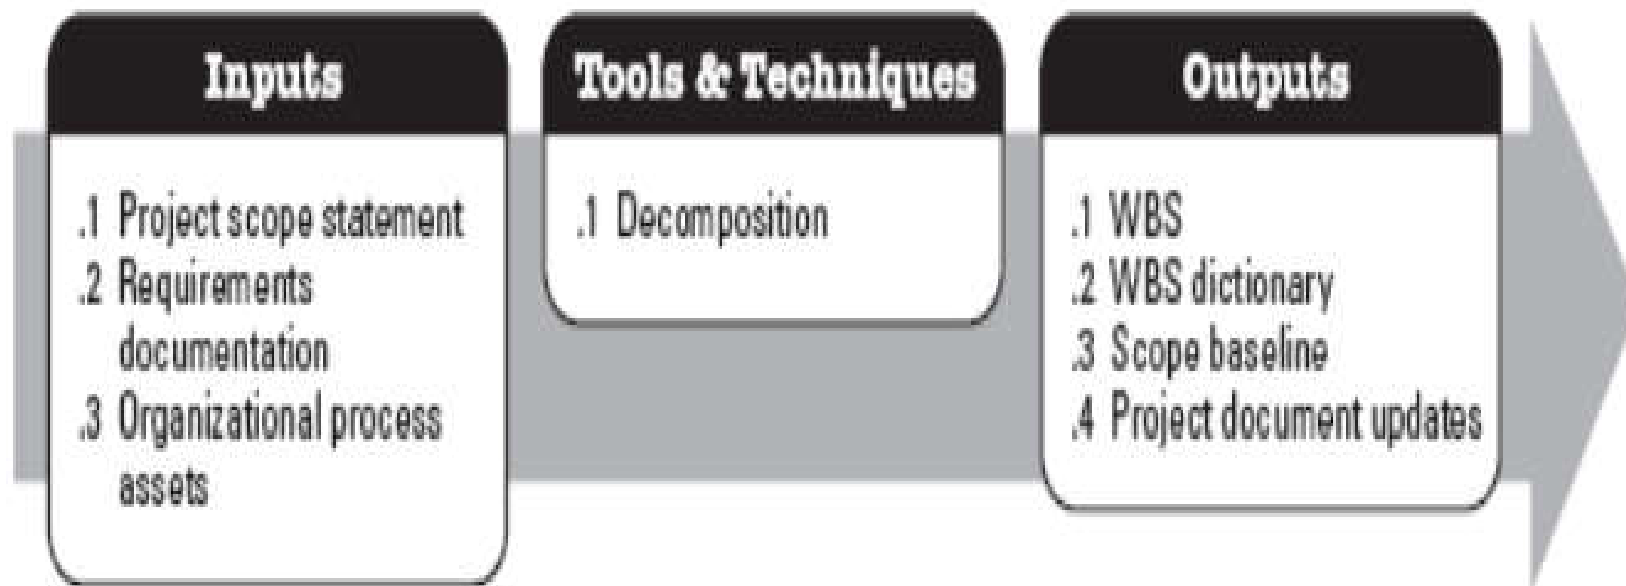 Inputs
.1 Project scope statement
.2 Requirements
documentation
.3 Organizational process
assets
Tools & Techniques
.1 Decomposition
Outputs
.1 WBS
.2 WBS dictionary
.3 Scope baseline
.4 Project document updates